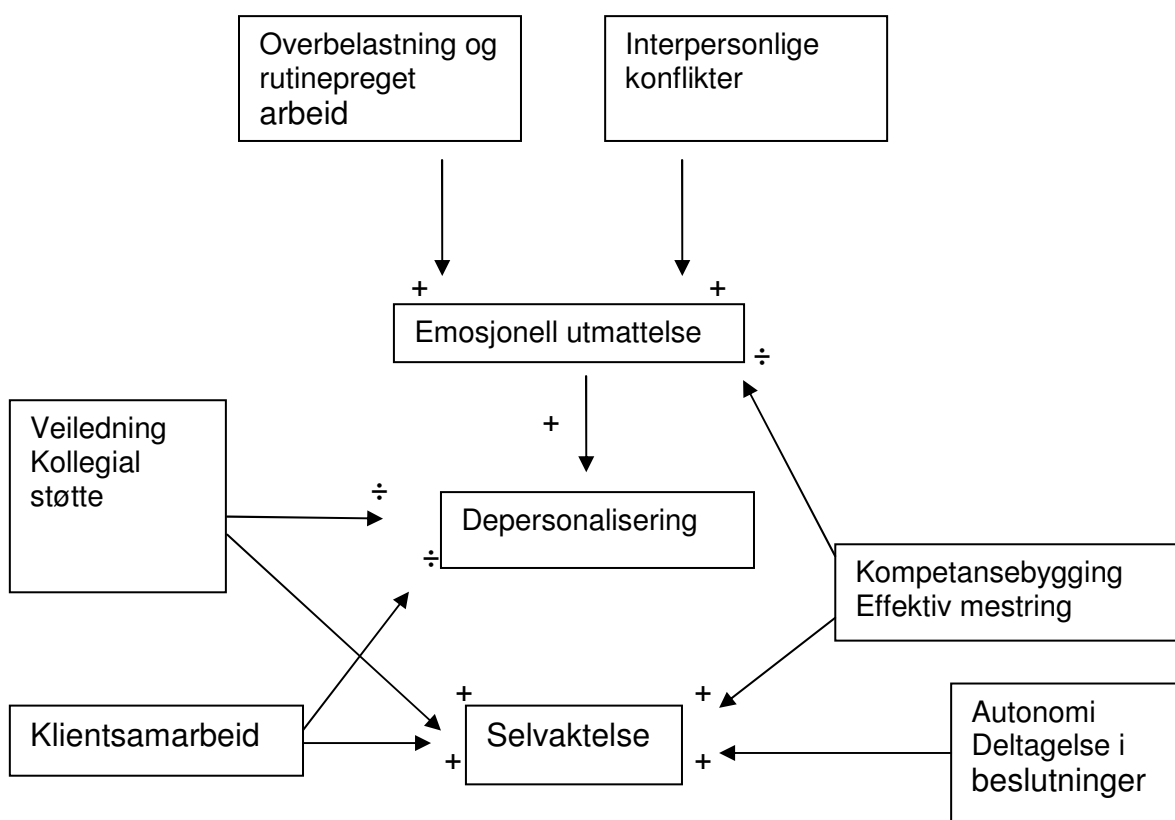 Overbelastning og
rutinepreget
arbeid
Interpersonlige
konflikter
+
+
Emosjonell utmattelse
÷
+
Veiledning
Kollegial
støtte
÷
Depersonalisering
÷
Kompetansebygging
Effektiv mestring
+
+
Klientsamarbeid
Selvaktelse
+
+
Autonomi
Deltagelse i
beslutninger